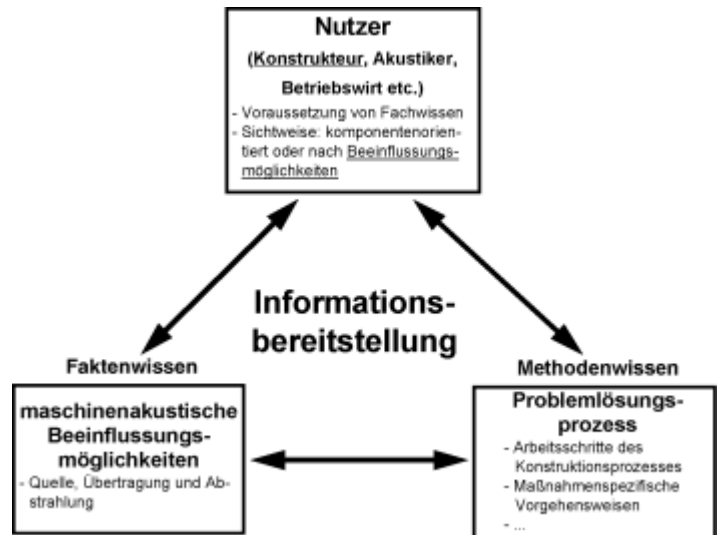 Nutzer
(Konstrukteur, Akustiker,
Betriebswirt etc.)
- Voraussetzung von Fachwissen
- Sichtweise: komponentenorien-
tiert oder nach Beeinflussungs-
möglichkeiten
Informations-
bereitstellung
Faktenwissen
maschinenakustische
Beeinflussungs-
möglichkeiten
- Quelle, Übertragung und Ab-
strahlung
Methodenwissen
Problemlösungs-
prozess
- Arbeitsschritte des
Konstruktionsprozesses
- Maßnahmenspezifische
Vorgehensweisen
- ...